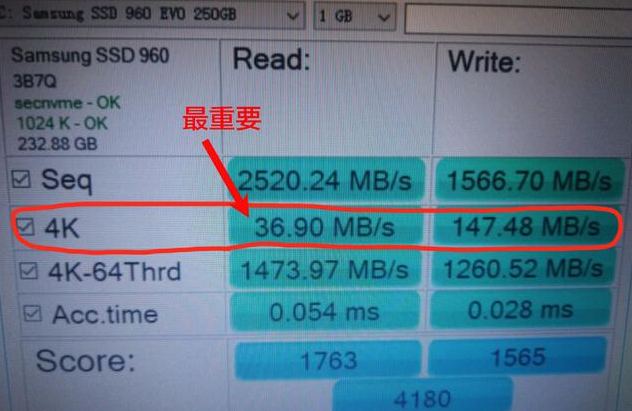 C: Samsung SSD 960 EVO 250GB
1 GB
Samsung SSD 960
3B7Q
secnvme - OK
1024 K - OK
232.88 GB
Read:
Write:
最重要
Seq
2520.24 MB/s
1566.70 MB/s
4K
36.90 MB/s
147.48 MB/s
4K-64Thrd
1473.97 MB/s
1260.52 MB/s
Acc.time
0.054 ms
0.028 ms
Score:
1763
1565
4180